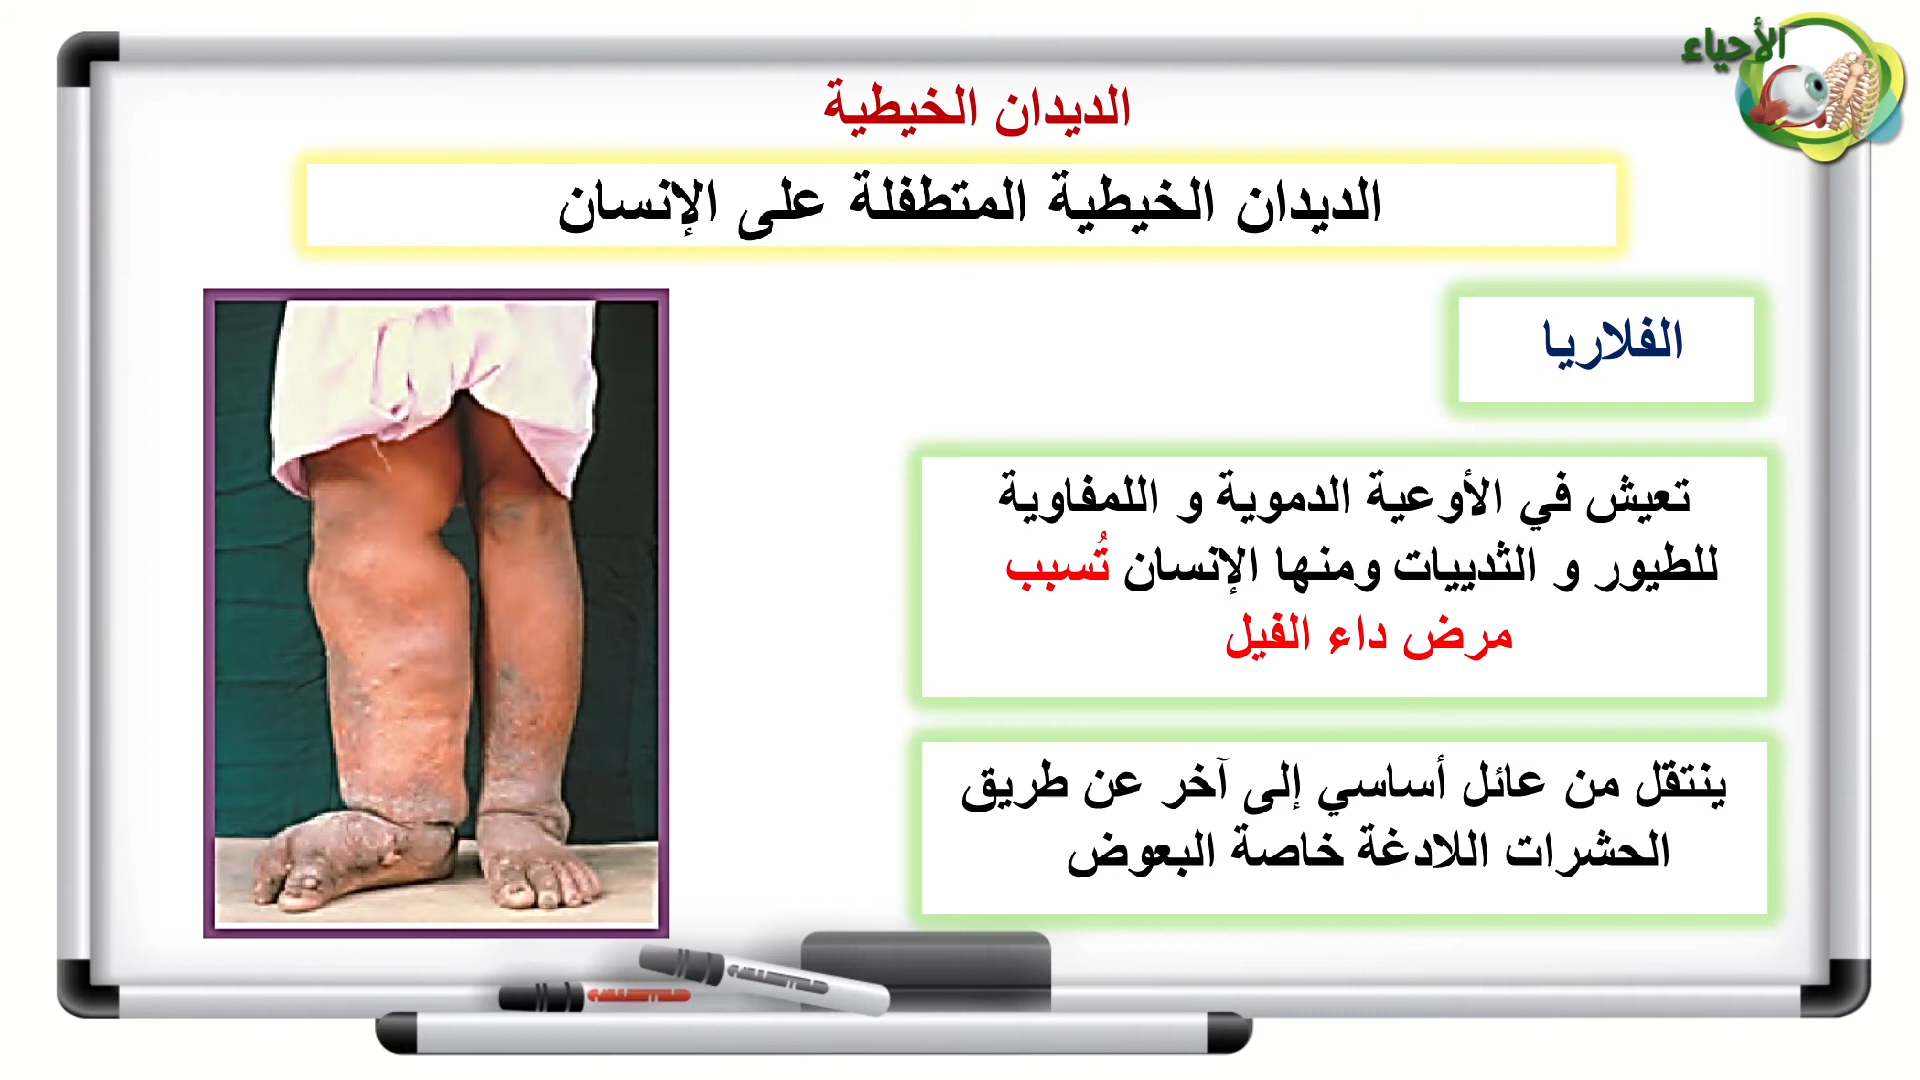 الأحياء
الديدان الخيطية
الديدان الخيطية المتطفلة على الإنسان
الفلاريا
تعيش في الأوعية الدموية و اللمفاوية
للطيور و الثدييات ومنها الإنسان تُسبب
مرض داء الفيل
ينتقل من عائل أساسي إلى آخر عن طريق
الحشرات اللادغة خاصة البعوض